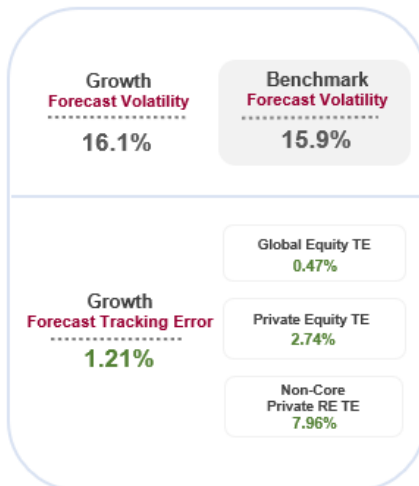 Growth
Forecast Volatility
16.1%
Benchmark
Forecast Volatility
15.9%
Growth
Forecast Tracking Error
1.21%
Global Equity TE
0.47%
Private Equity TE
2.74%
Non-Core
Private RE TE
7.96%